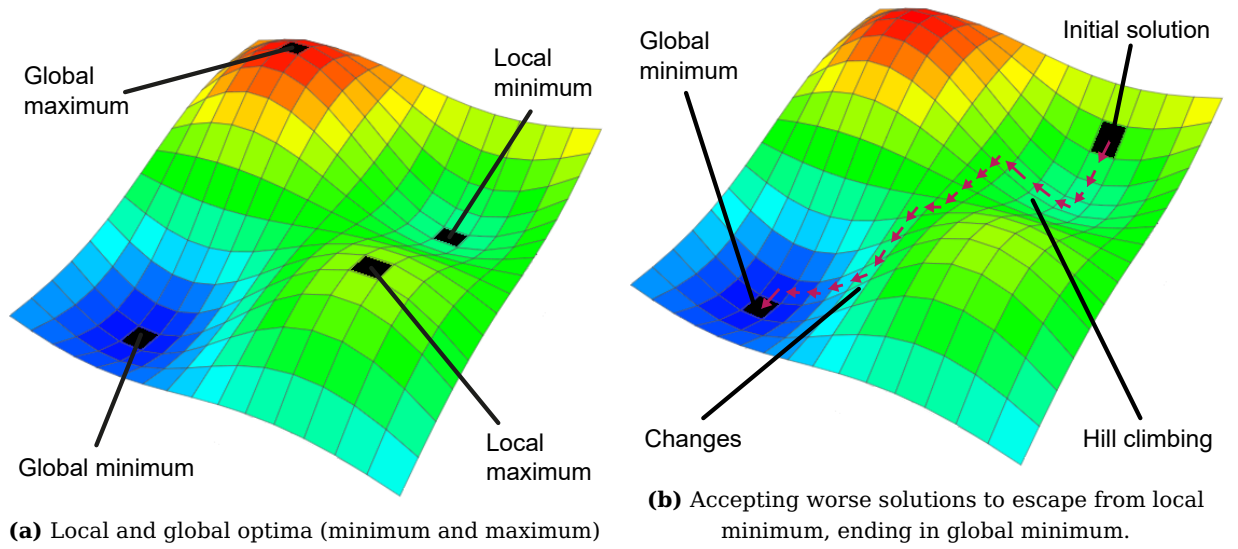 Global
maximum
Local
minimum
Global minimum
Local
maximum
(a) Local and global optima (minimum and maximum)
Global
minimum
Initial solution
Changes
Hill climbing
(b) Accepting worse solutions to escape from local
minimum, ending in global minimum.